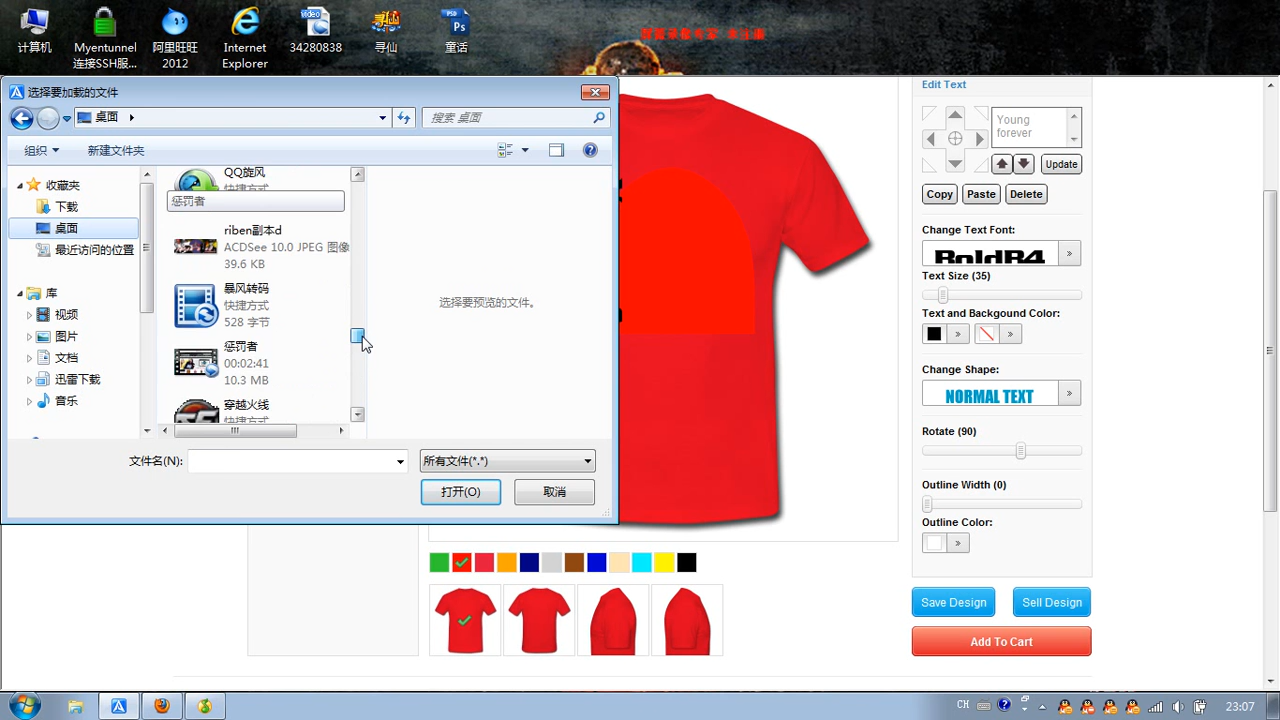 计算机
Myentunnel
连接SSH服...
阿里旺旺
2012
Internet
Explorer
34280838
寻仙
童话
选择要加载的文件
桌面
搜索 桌面
组织
新建文件夹
收藏夹
下载
桌面
最近访问的位置
库
视频
图片
文档
迅雷下载
音乐
QQ旋风
快捷方式
惩罚者
riben副本d
ACDSee 10.0 JPEG 图像
39.6 KB
暴风转码
快捷方式
528 字节
惩罚者
00:02:41
10.3 MB
穿越火线
快捷方式
选择要预览的文件。
文件名(N):
所有文件(*.*)
打开(O)
取消
Edit Text
Young
forever
Update
Copy
Paste
Delete
Change Text Font:
BoldB4
Text Size (35)
Text and Backgound Color:
Change Shape:
NORMAL TEXT
Rotate (90)
Outline Width (0)
Outline Color:
Save Design
Sell Design
Add To Cart
CH
23:07